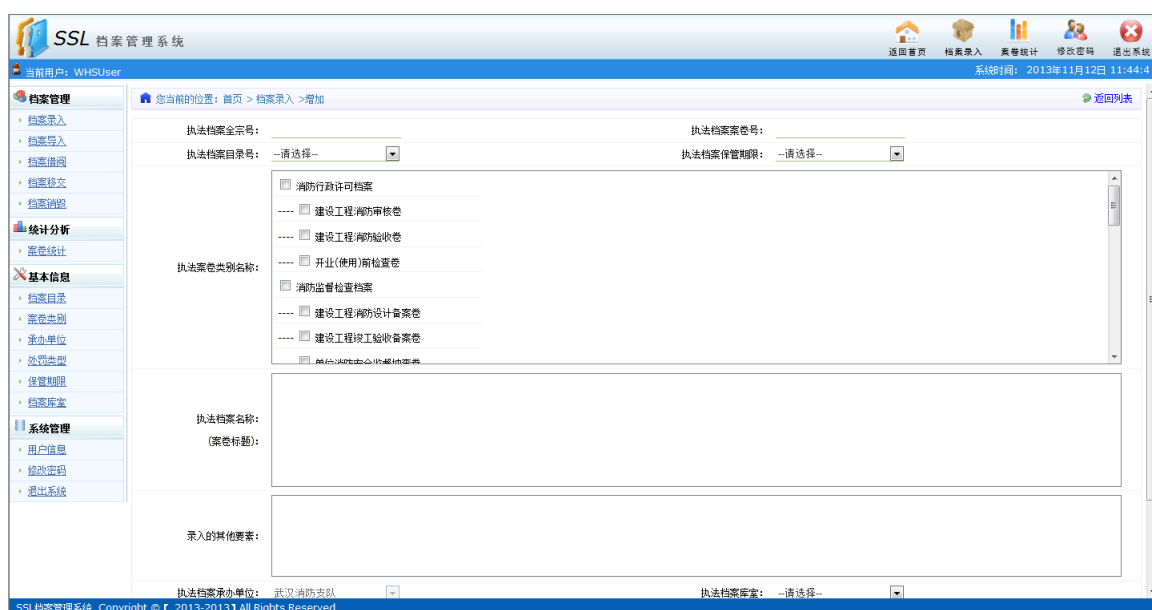 SSL 档案管理系统
返回首页 档案录入 案卷统计 修改密码 退出系统
当前用户: WHSUser
系统时间: 2013年11月12日 11:44:4
档案管理
档案录入
档案导入
档案借阅
档案移交
档案销毁
统计分析
案卷统计
基本信息
档案目录
案卷类别
承办单位
处罚类型
保管期限
档案库室
系统管理
用户信息
修改密码
退出系统
您当前的位置: 首页 > 档案录入 >增加
返回列表
执法档案全宗号:
执法档案案卷号:
执法档案目录号: --请选择--
执法档案保管期限: --请选择--
执法案卷类别名称:
消防行政许可档案
---- 建设工程消防审核卷
---- 建设工程消防验收卷
---- 开业(使用)前检查卷
消防监督检查档案
---- 建设工程消防设计备案卷
---- 建设工程竣工验收备案卷
单位消防安全监督抽查卷
执法档案名称:
(案卷标题):
录入的其他要素:
执法档案承办单位: 武汉消防支队
执法档案库室: --请选择--
SSL档案管理系统 Copyright © 【 2013-2013】All Rights Reserved